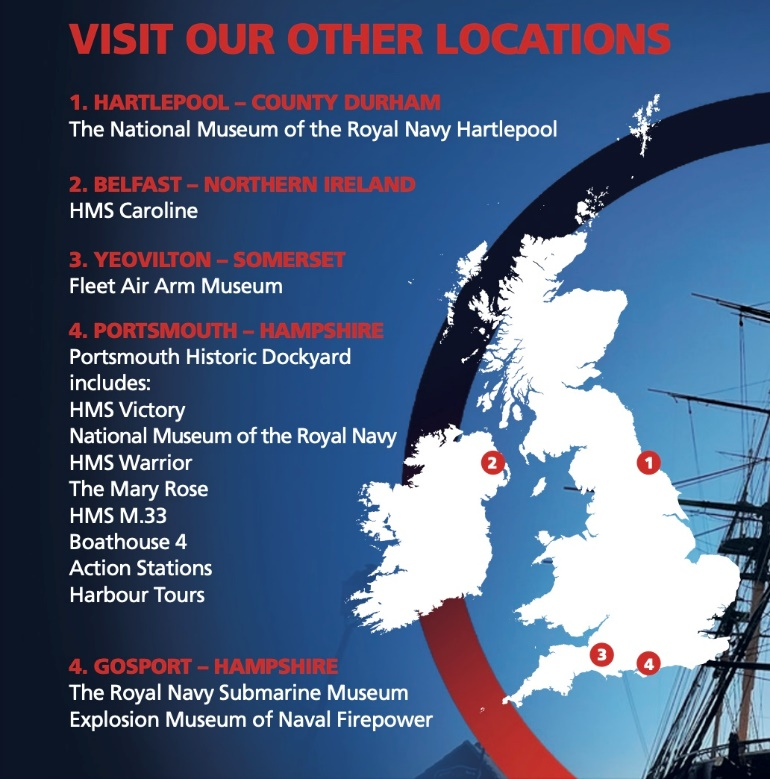 VISIT OUR OTHER LOCATIONS
1. HARTLEPOOL – COUNTY DURHAM
The National Museum of the Royal Navy Hartlepool
2. BELFAST – NORTHERN IRELAND
HMS Caroline
3. YEOVILTON – SOMERSET
Fleet Air Arm Museum
4. PORTSMOUTH – HAMPSHIRE
Portsmouth Historic Dockyard
includes:
HMS Victory
National Museum of the Royal Navy
HMS Warrior
The Mary Rose
HMS M.33
Boathouse 4
Action Stations
Harbour Tours
4. GOSPORT – HAMPSHIRE
The Royal Navy Submarine Museum
Explosion Museum of Naval Firepower
2
1
3
4